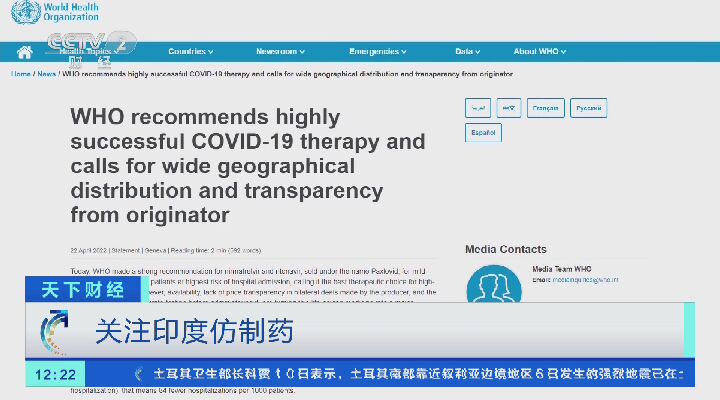 World Health
Organization
CCTV 2
财经
Health Topics
Countries
Newsroom
Emergencies
Data
About WHO
Home / News / WHO recommends highly successful COVID-19 therapy and calls for wide geographical distribution and transparency from originator
WHO recommends highly
successful COVID-19 therapy and
calls for wide geographical
distribution and transparency
from originator
عربي
中文
Français
Русский
Español
22 April 2022 | Statement | Geneva | Reading time: 2 min (592 words)
Media Contacts
Media Team WHO
Email: mediainquiries@who.int
Today, WHO made a strong recommendation for nirmatrelvir and ritonavir, sold under the name Paxlovid, for mild
patients at highest risk of hospital admission, calling it the best therapeutic choice for high-
ever, availability, lack of price transparency in bilateral deals made by the producer, and the
天下财经
关注印度仿制药
12:22
土耳其卫生部长科贾10日表示，土耳其南部靠近叙利亚边境地区6日发生的强烈地震已在土
hospitalization). that means 84 fewer hospitalizations per 1000 patients.